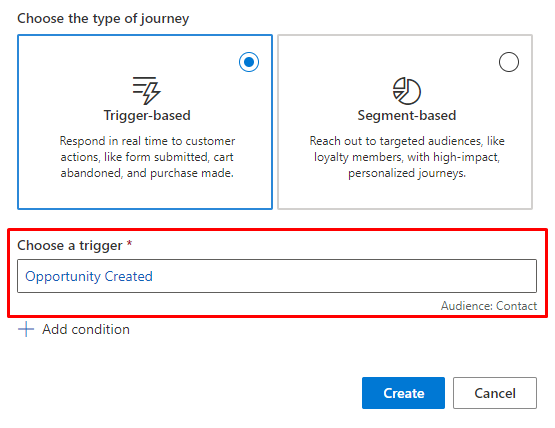 Choose the type of journey
Trigger-based
Respond in real time to customer
actions, like form submitted, cart
abandoned, and purchase made.
Segment-based
Reach out to targeted audiences, like
loyalty members, with high-impact,
personalized journeys.
Choose a trigger *
Opportunity Created
Audience: Contact
Add condition
Create
Cancel